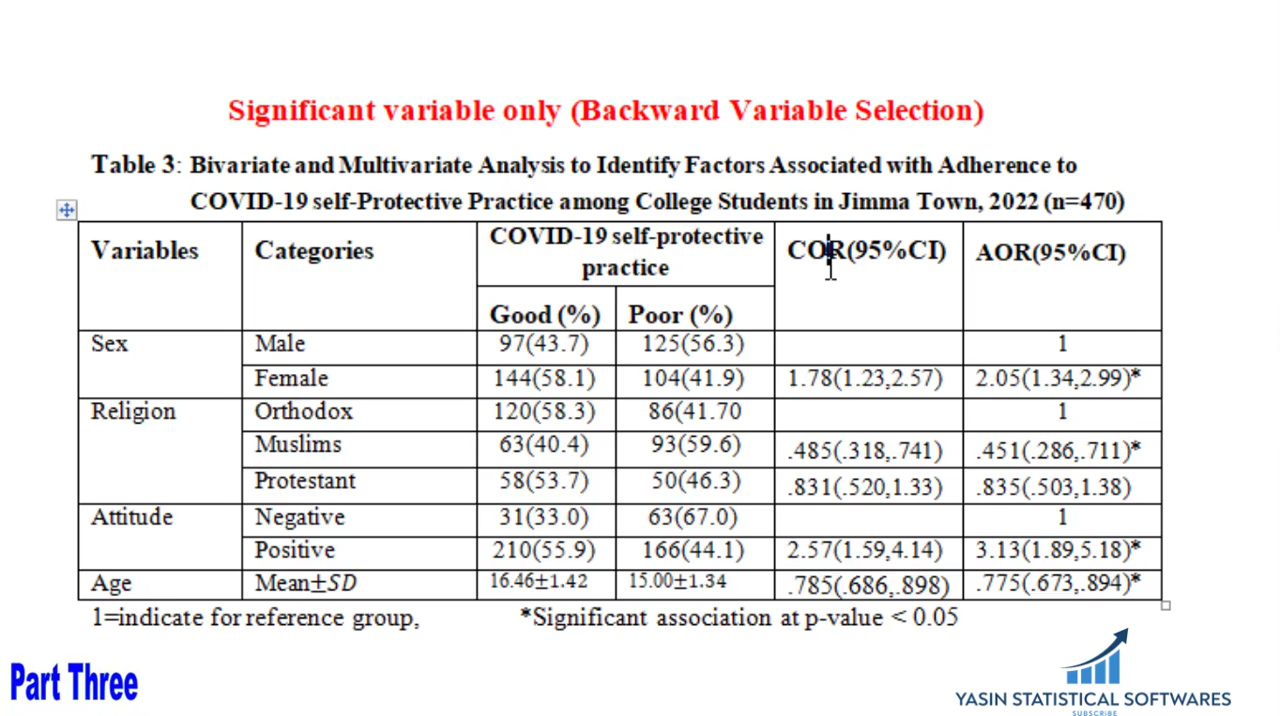 Significant variable only (Backward Variable Selection)
Table 3: Bivariate and Multivariate Analysis to Identify Factors Associated with Adherence to
COVID-19 self-Protective Practice among College Students in Jimma Town, 2022 (n=470)
Variables Categories COVID-19 self-protective practice COR(95%CI) AOR(95%CI)
Good (%) Poor (%)
Sex Male 97(43.7) 125(56.3) 1
Female 144(58.1) 104(41.9) 1.78(1.23,2.57) 2.05(1.34,2.99)*
Religion Orthodox 120(58.3) 86(41.70 1
Muslims 63(40.4) 93(59.6) .485(.318,.741) .451(.286,.711)*
Protestant 58(53.7) 50(46.3) .831(.520,1.33) .835(.503,1.38)
Attitude Negative 31(33.0) 63(67.0) 1
Positive 210(55.9) 166(44.1) 2.57(1.59,4.14) 3.13(1.89,5.18)*
Age Mean±SD 16.46±1.42 15.00±1.34 .785(.686,.898) .775(.673,.894)*
1=indicate for reference group, *Significant association at p-value < 0.05
Part Three
YASIN STATISTICAL SOFTWARES
SUBSCRIBE